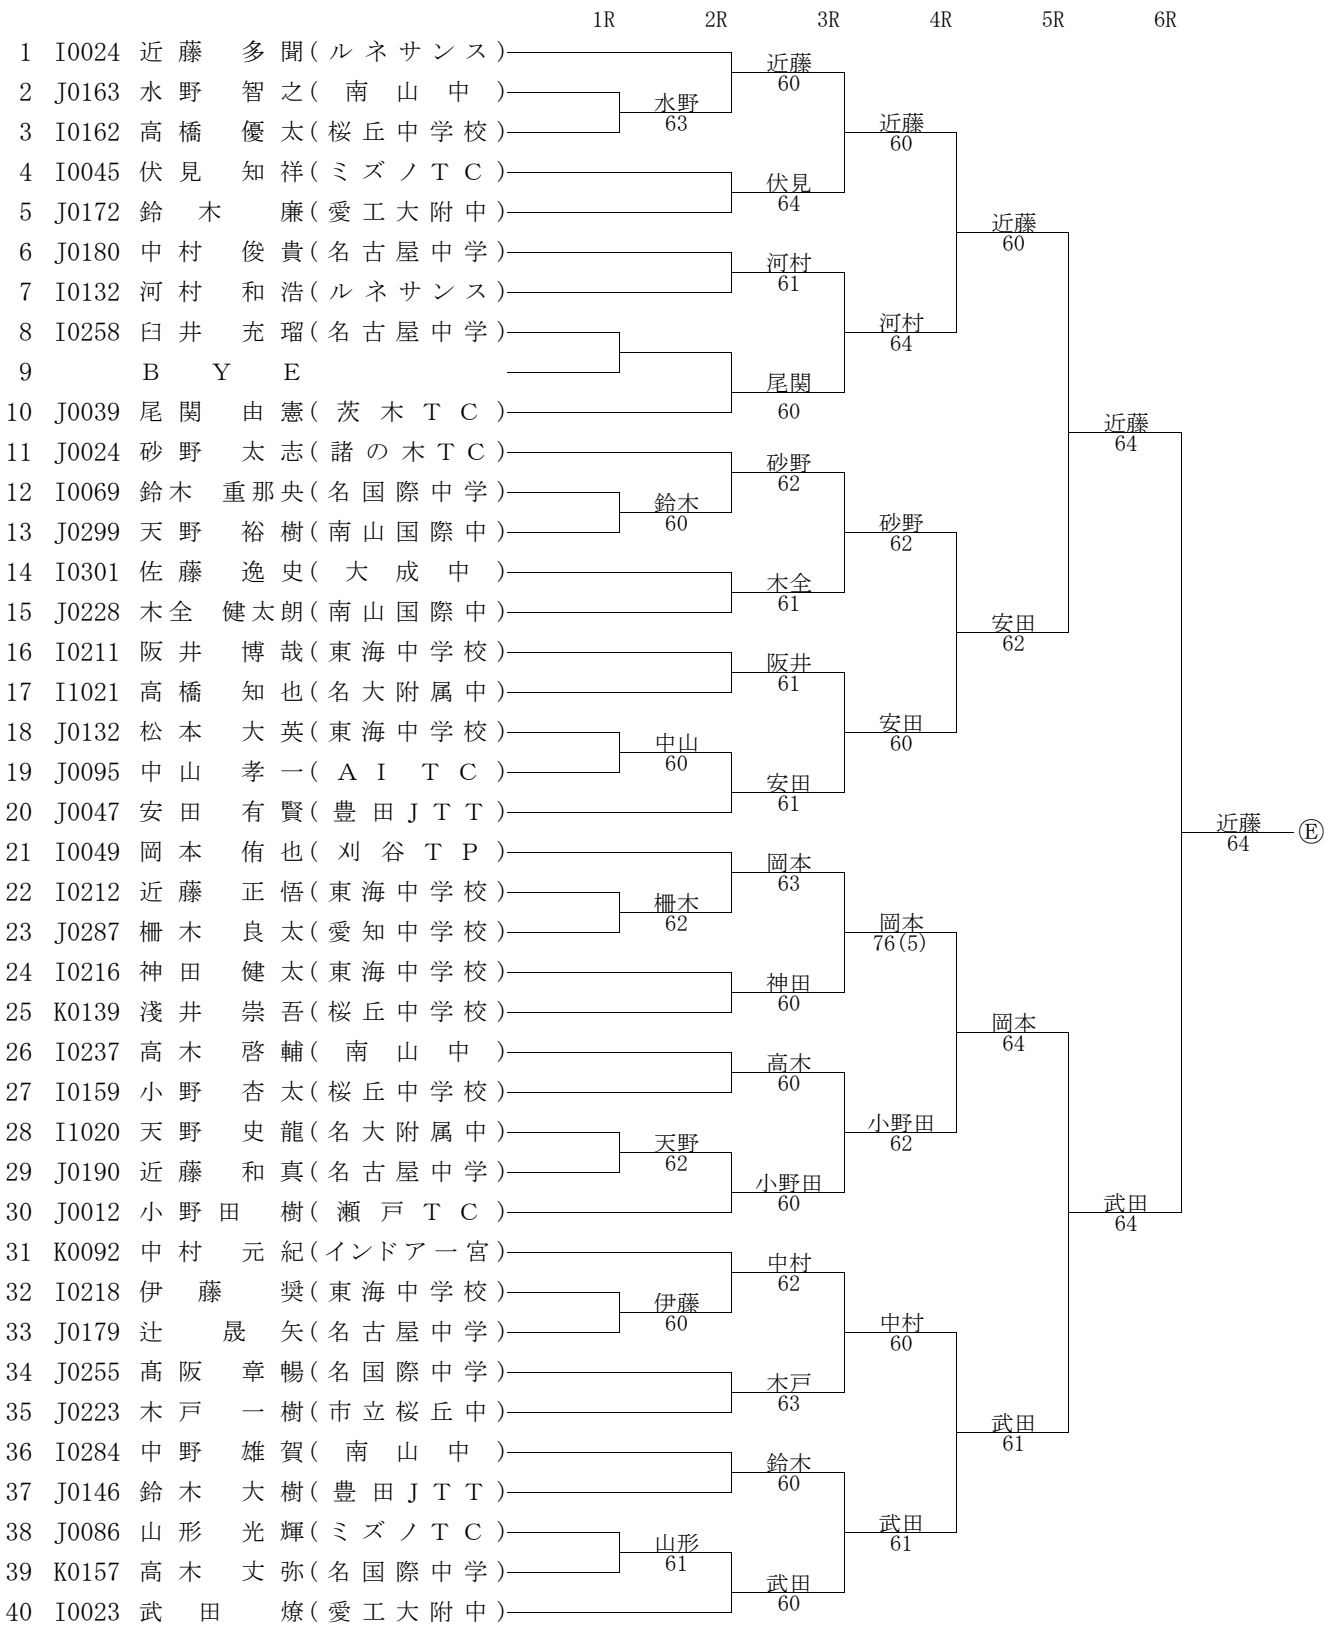 1R 2R 3R 4R 5R 6R
1 I0024 近藤 多聞(ルネサンス)
近藤
60
2 J0163 水野 智之(南山中)
水野
63
3 I0162 高橋 優太(桜丘中学校)
近藤
60
4 I0045 伏見 知祥(ミズノTC)
伏見
64
5 J0172 鈴木 廉(愛工大附中)
近藤
60
6 J0180 中村 俊貴(名古屋中学)
河村
61
7 I0132 河村 和浩(ルネサンス)
8 I0258 臼井 充瑠(名古屋中学)
河村
64
9 BYE
尾関
60
10 J0039 尾関 由憲(茨木TC)
近藤
64
11 J0024 砂野 太志(諸の木TC)
砂野
62
12 I0069 鈴木 重那央(名国際中学)
鈴木
60
13 J0299 天野 裕樹(南山国際中)
砂野
62
14 I0301 佐藤 逸史(大成中)
木全
61
15 J0228 木全 健太朗(南山国際中)
安田
62
16 I0211 阪井 博哉(東海中学校)
阪井
61
17 I1021 高橋 知也(名大附属中)
18 J0132 松本 大英(東海中学校)
安田
60
中山
60
19 J0095 中山 孝一(AI TC)
安田
61
20 J0047 安田 有賢(豊田JTT)
近藤
64
Ⓔ
21 I0049 岡本 侑也(刈谷TP)
岡本
63
22 I0212 近藤 正悟(東海中学校)
柵木
62
23 J0287 柵木 良太(愛知中学校)
岡本
76(5)
24 I0216 神田 健太(東海中学校)
神田
60
25 K0139 淺井 崇吾(桜丘中学校)
岡本
64
26 I0237 高木 啓輔(南山中)
高木
60
27 I0159 小野 杏太(桜丘中学校)
28 I1020 天野 史龍(名大附属中)
小野田
62
天野
62
29 J0190 近藤 和真(名古屋中学)
小野田
60
30 J0012 小野田 樹(瀬戸TC)
武田
64
31 K0092 中村 元紀(インドア一宮)
中村
62
32 I0218 伊藤 奨(東海中学校)
伊藤
60
33 J0179 辻 晟矢(名古屋中学)
中村
60
34 J0255 髙阪 章暢(名国際中学)
木戸
63
35 J0223 木戸 一樹(市立桜丘中)
武田
61
36 I0284 中野 雄賀(南山中)
鈴木
60
37 J0146 鈴木 大樹(豊田JTT)
38 J0086 山形 光輝(ミズノTC)
武田
61
山形
61
39 K0157 高木 丈弥(名国際中学)
武田
60
40 I0023 武田 燎(愛工大附中)